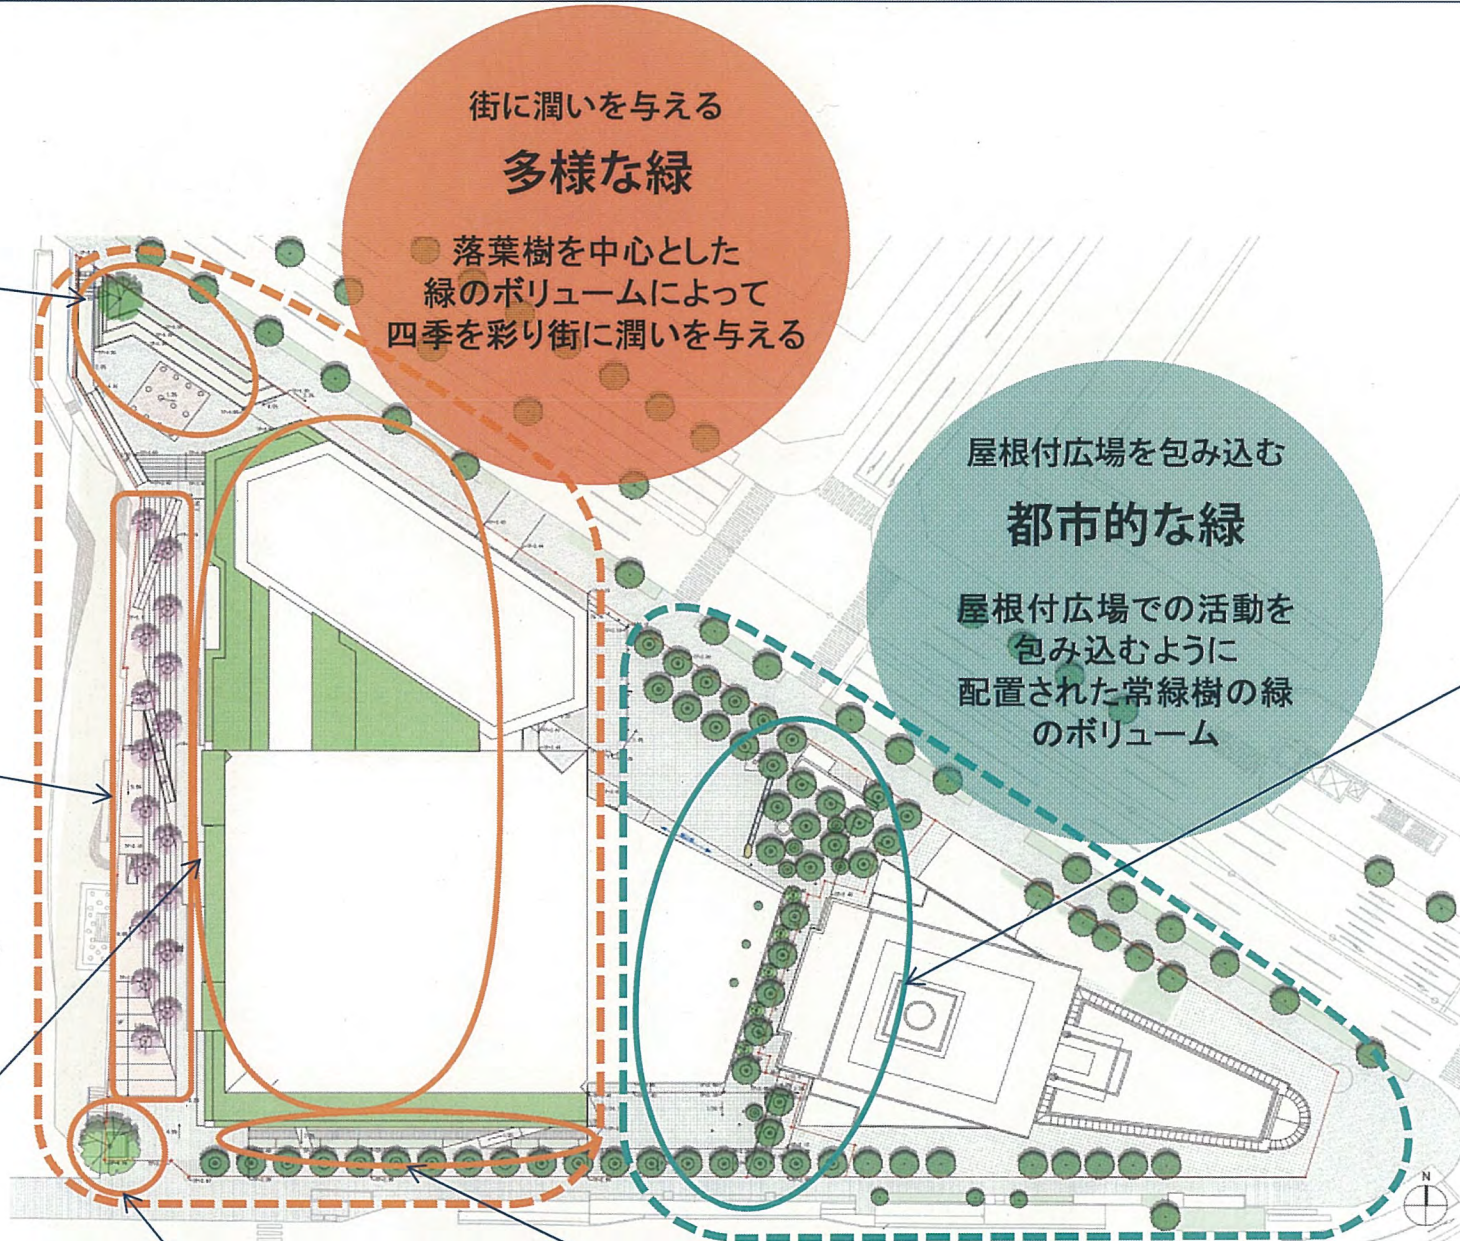 街に潤いを与える
多様な緑
落葉樹を中心とした
緑のボリュームによって
四季を彩り街に潤いを与える
屋根付広場を包み込む
都市的な緑
屋根付広場での活動を
包み込むように
配置された常緑樹の緑
のボリューム
N